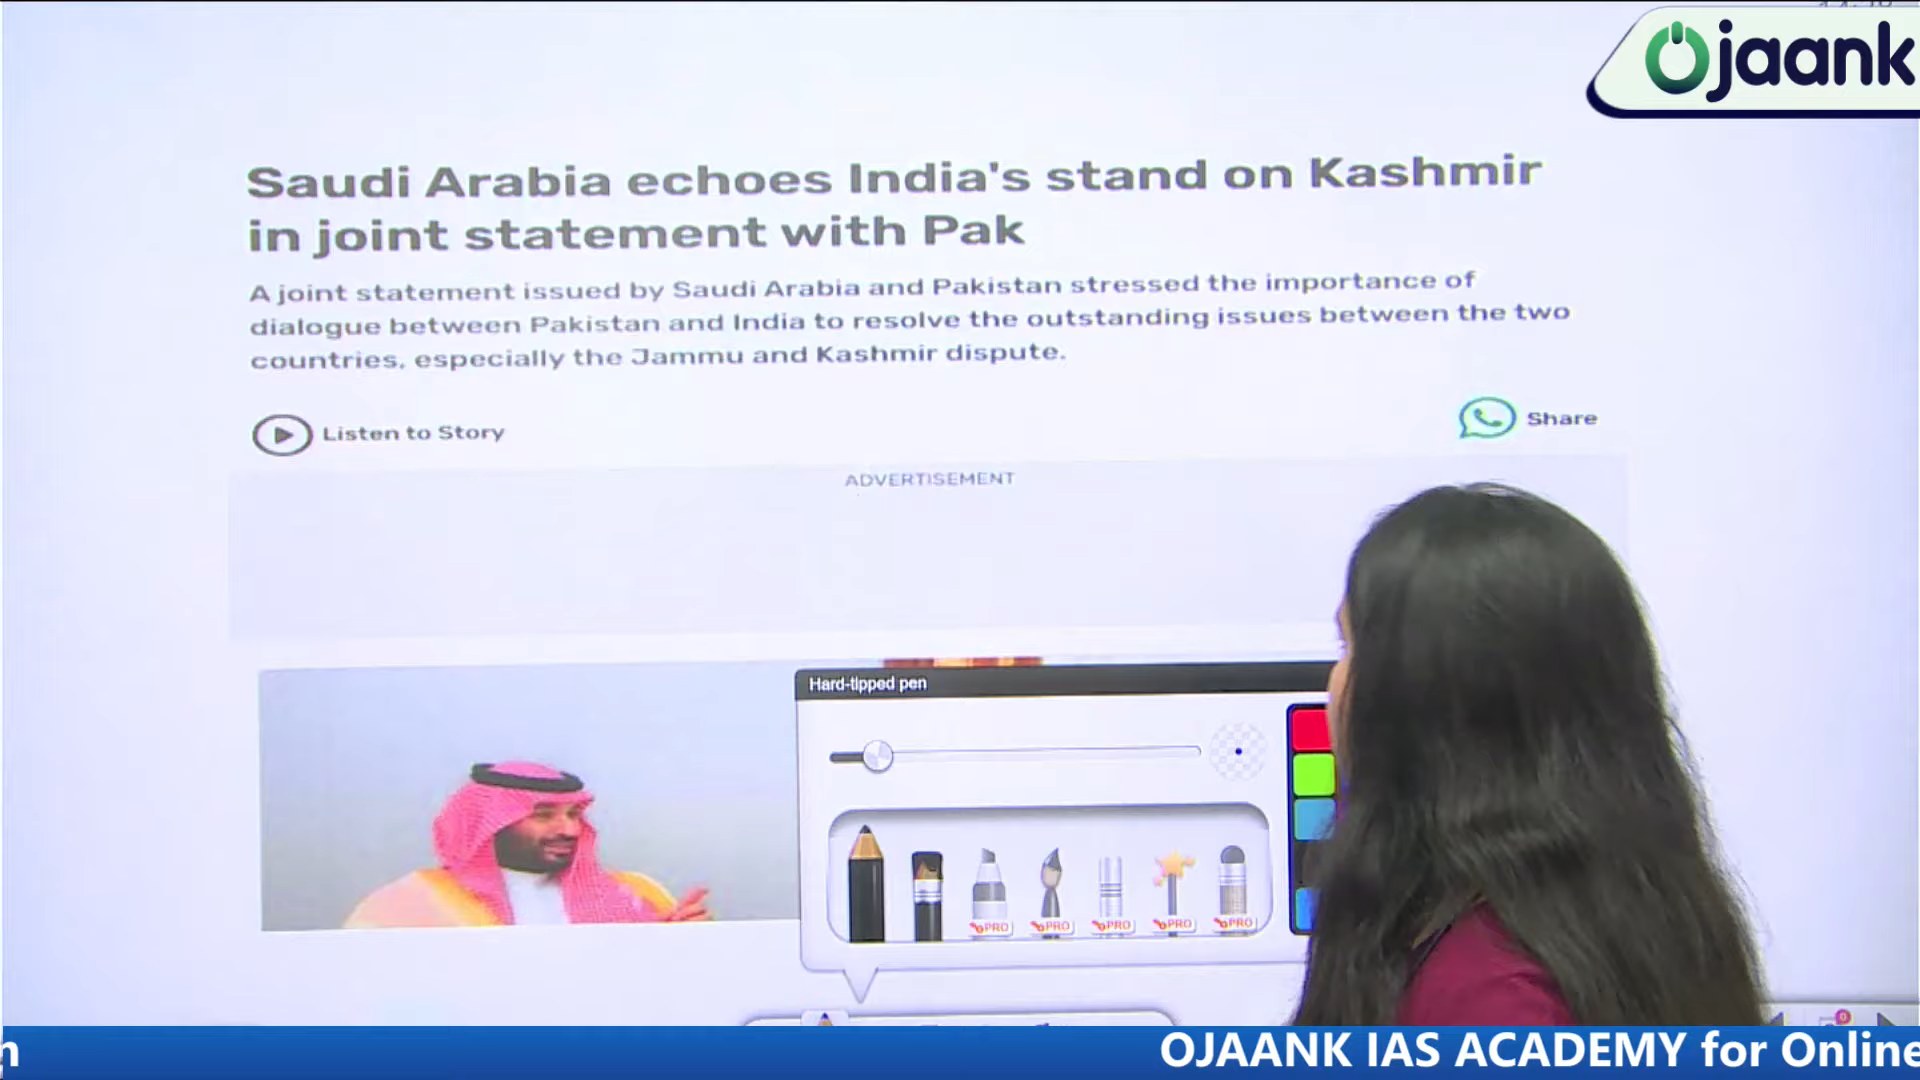 Ojaank
Saudi Arabia echoes India's stand on Kashmir
in joint statement with Pak
A joint statement issued by Saudi Arabia and Pakistan stressed the importance of
dialogue between Pakistan and India to resolve the outstanding issues between the two
countries, especially the Jammu and Kashmir dispute.
Listen to Story
Share
ADVERTISEMENT
Hard-tipped pen
PRO PRO PRO PRO PRO
0
OJAANK IAS ACADEMY for Online